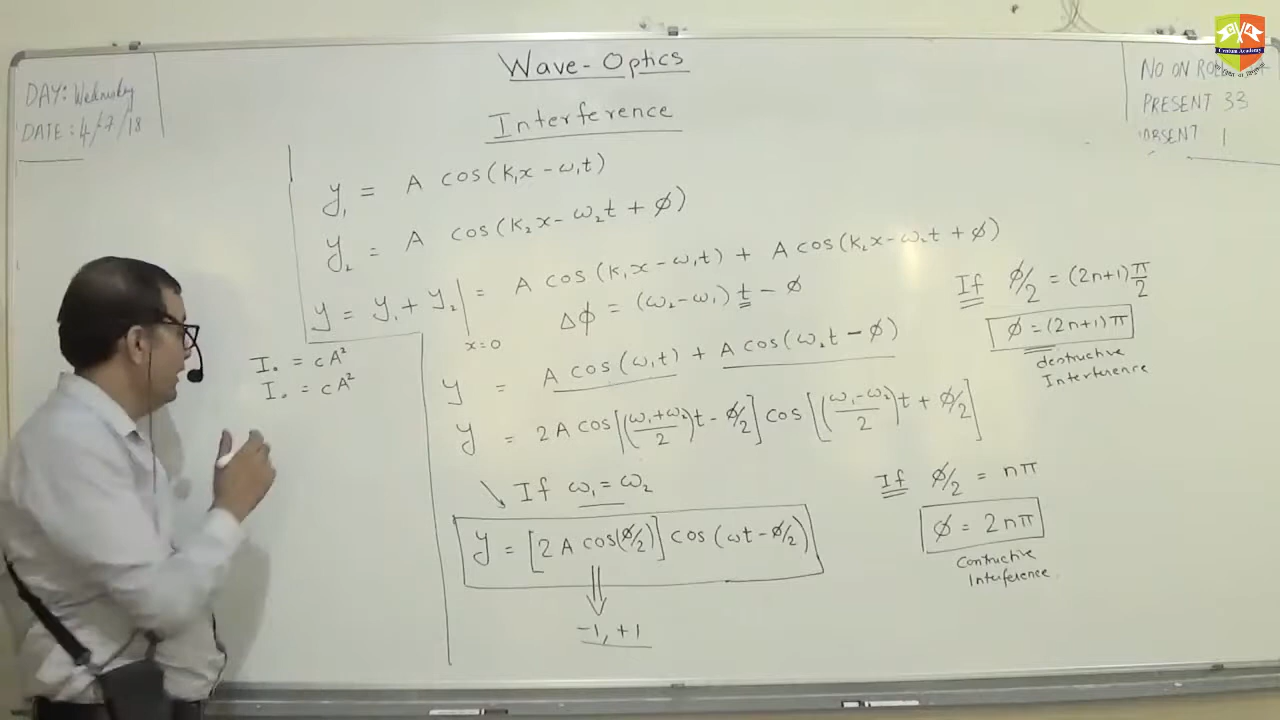 Wave-Optics
Interference
DAY: Wednesday
DATE: 4/7/18
NO ON
PRESENT 33
ABSENT 1
Centum Academy
y₁ = A cos(k₁x - ω₁t)
y₂ = A cos(k₂x - ω₂t + ϕ)
y = y₁ + y₂|ₓ₌₀ = A cos(k₁x - ω₁t) + A cos(k₂x - ω₂t + ϕ)
Δϕ = (ω₂ - ω₁)t - ϕ
y = A cos(ω₁t) + A cos(ω₂t - ϕ)
y = 2A cos[((ω₁+ω₂)/2)t - ϕ/2] cos[((ω₁-ω₂)/2)t + ϕ/2]
If ω₁ = ω₂
y = [2A cos(ϕ/2)] cos(ωt - ϕ/2)
-1, +1
I₀ = cA²
I₀ = cA²
If ϕ/2 = (2n+1)π/2
ϕ = (2n+1)π
destructive
Interference
If ϕ/2 = nπ
ϕ = 2nπ
Contructive
Interference